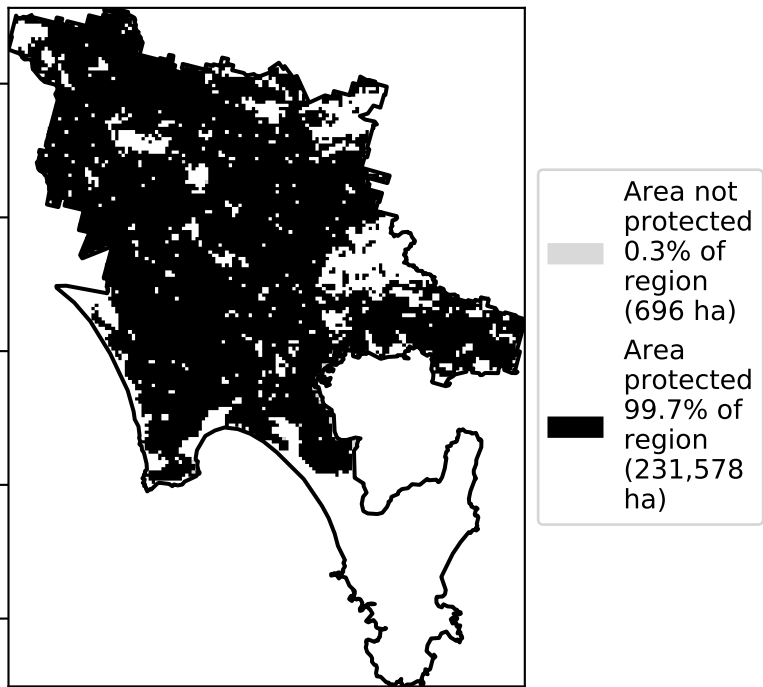 Area not
protected
0.3% of
region
(696 ha)
Area
protected
99.7% of
region
(231,578
ha)